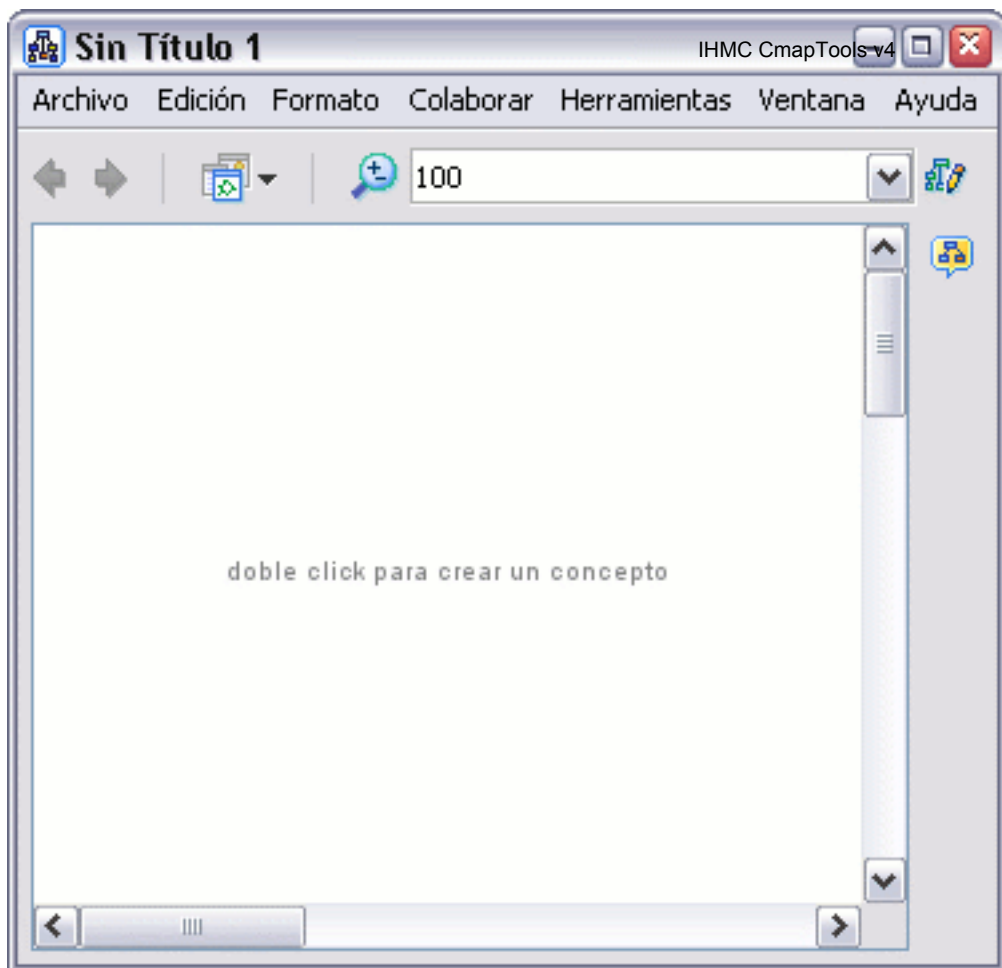 Sin Título 1 IHMC CmapTools v4
Archivo Edición Formato Colaborar Herramientas Ventana Ayuda
100
doble click para crear un concepto